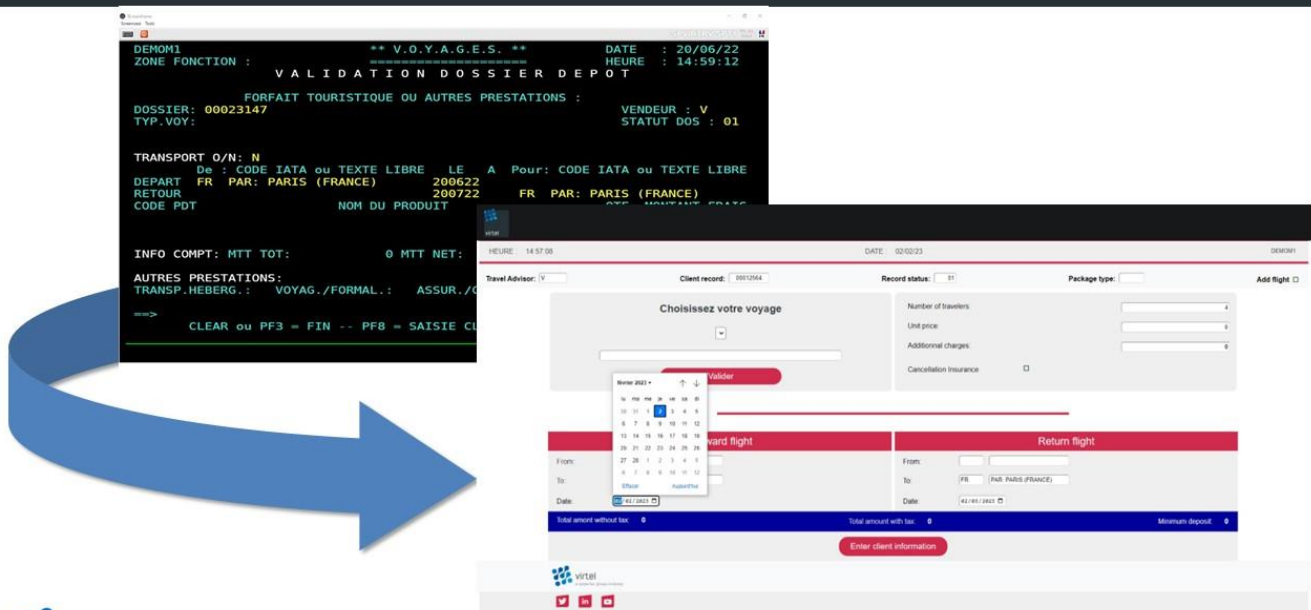 DEMOM1 ** V.O.Y.A.G.E.S. ** DATE : 20/06/22
ZONE FONCTION : ==================== HEURE : 14:59:12
V A L I D A T I O N D O S S I E R D E P O T
FORFAIT TOURISTIQUE OU AUTRES PRESTATIONS :
DOSSIER: 00023147 VENDEUR : V
TYP.VOY: STATUT DOS : 01
TRANSPORT O/N: N
De : CODE IATA ou TEXTE LIBRE LE A Pour: CODE IATA ou TEXTE LIBRE
DEPART FR PAR: PARIS (FRANCE) 200622
RETOUR 200722 FR PAR: PARIS (FRANCE)
CODE PDT NOM DU PRODUIT
INFO COMPT: MTT TOT: 0 MTT NET:
AUTRES PRESTATIONS:
TRANSP.HEBERG.: VOYAG./FORMAL.: ASSUR./
==>
CLEAR ou PF3 = FIN -- PF8 = SAISIE CL
virtel
HEURE : 14:57:08 DATE : 02/02/23 DEMOM1
Travel Advisor: V Client record: 00012564 Record status: 01 Package type: Add flight
Choisissez votre voyage
Valider
Number of travelers 4
Unit price: 0
Additionnal charges: 0
Cancellation Insurance
février 2023
lu ma me je ve sa di
30 31 1 2 3 4 5
6 7 8 9 10 11 12
13 14 15 16 17 18 19
20 21 22 23 24 25 26
27 28 1 2 3 4 5
6 7 8 9 10 11 12
Effacer Aujourd'hui
ward flight
From:
To:
Date: /02/2023
Return flight
From:
To: FR PAR: PARIS (FRANCE)
Date: 02/03/2023
Total amont without tax: 0 Total amount with tax: 0 Minimum deposit: 0
Enter client information
virtel